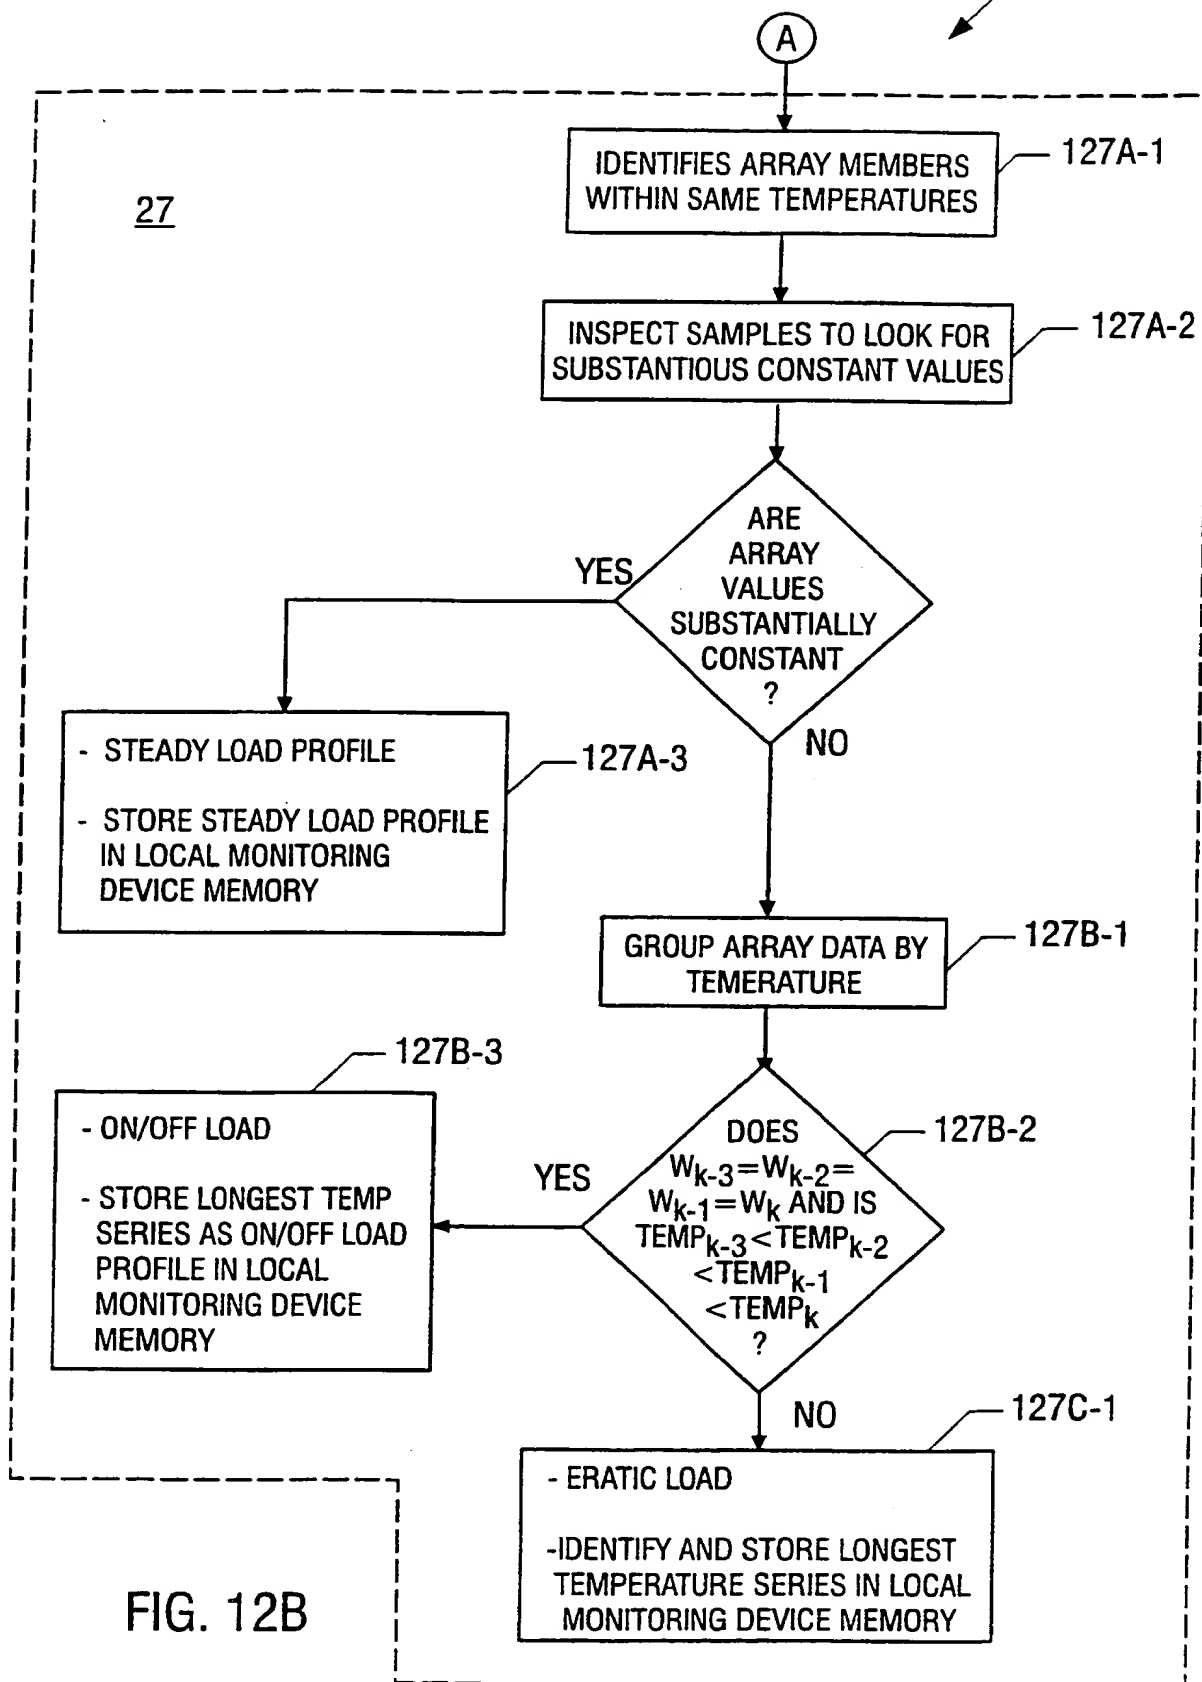 A
IDENTIFIES ARRAY MEMBERS
WITHIN SAME TEMPERATURES
127A-1
27
INSPECT SAMPLES TO LOOK FOR
SUBSTANTIOUS CONSTANT VALUES
127A-2
ARE
ARRAY
VALUES
SUBSTANTIALLY
CONSTANT
?
YES
NO
- STEADY LOAD PROFILE
- STORE STEADY LOAD PROFILE
IN LOCAL MONITORING
DEVICE MEMORY
127A-3
GROUP ARRAY DATA BY
TEMERATURE
127B-1
127B-3
- ON/OFF LOAD
- STORE LONGEST TEMP
SERIES AS ON/OFF LOAD
PROFILE IN LOCAL
MONITORING DEVICE
MEMORY
YES
DOES
Wk-3=Wk-2=
Wk-1=Wk AND IS
TEMPk-3<TEMPk-2
<TEMPk-1
<TEMPk
?
127B-2
NO
127C-1
- ERATIC LOAD
-IDENTIFY AND STORE LONGEST
TEMPERATURE SERIES IN LOCAL
MONITORING DEVICE MEMORY
FIG. 12B